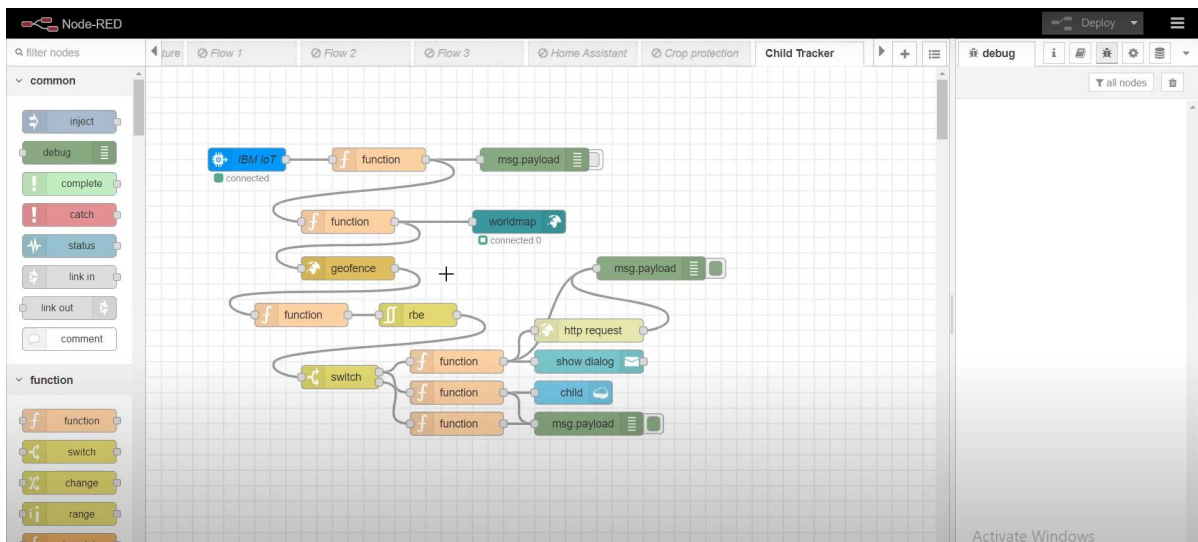 Node-RED
Deploy
filter nodes
ture
Flow 1
Flow 2
Flow 3
Home Assistant
Crop protection
Child Tracker
debug
i
all nodes
common
inject
debug
complete
catch
status
link in
link out
comment
function
function
switch
change
range
IBM IoT
connected
function
msg.payload
function
worldmap
connected 0
geofence
msg.payload
function
rbe
http request
switch
function
show dialog
function
child
function
msg.payload
Activate Windows